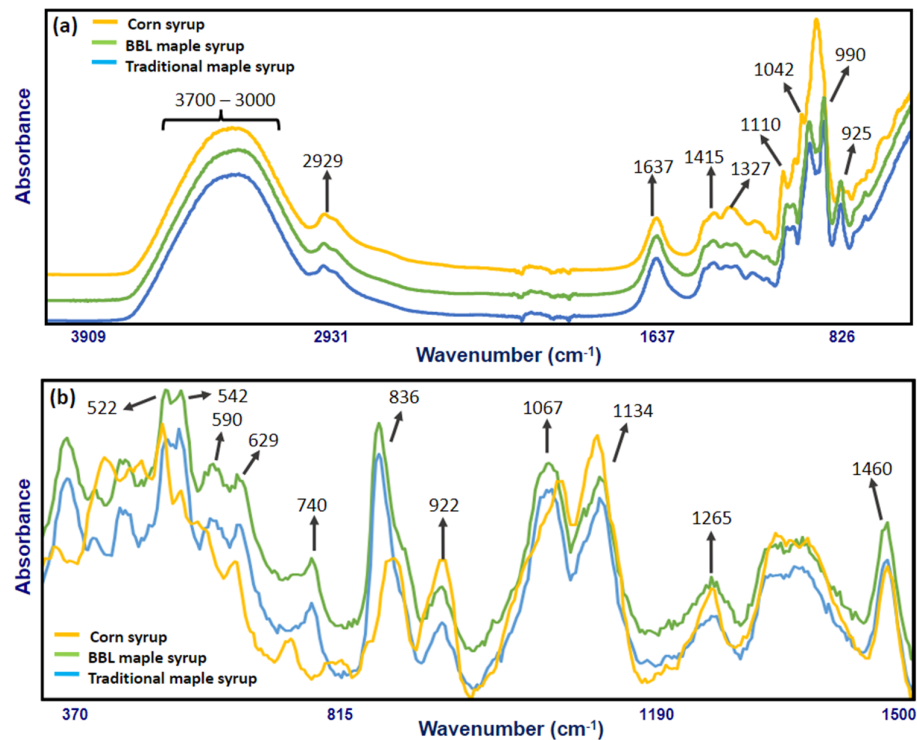 (a)
Corn syrup
BBL maple syrup
Traditional maple syrup
3700 – 3000
2929
1637
1415
1327
1110
1042
990
925
Absorbance
3909
2931
1637
826
Wavenumber (cm-1)
(b)
522
542
590
629
740
836
922
1067
1134
1265
1460
Absorbance
Corn syrup
BBL maple syrup
Traditional maple syrup
370
815
1190
1500
Wavenumber (cm-1)